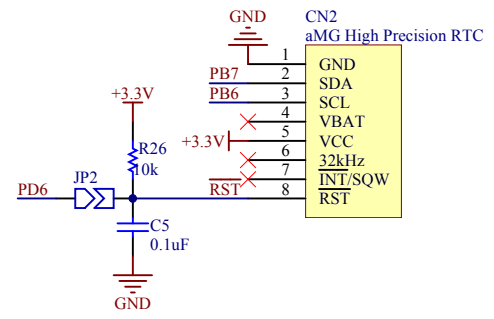 GND
CN2
aMG High Precision RTC
1 GND
PB7 2 SDA
PB6 3 SCL
4 VBAT
+3.3V 5 VCC
6 32kHz
7 INT/SQW
RST 8 RST
+3.3V
R26
10k
JP2
PD6
C5
0.1uF
GND